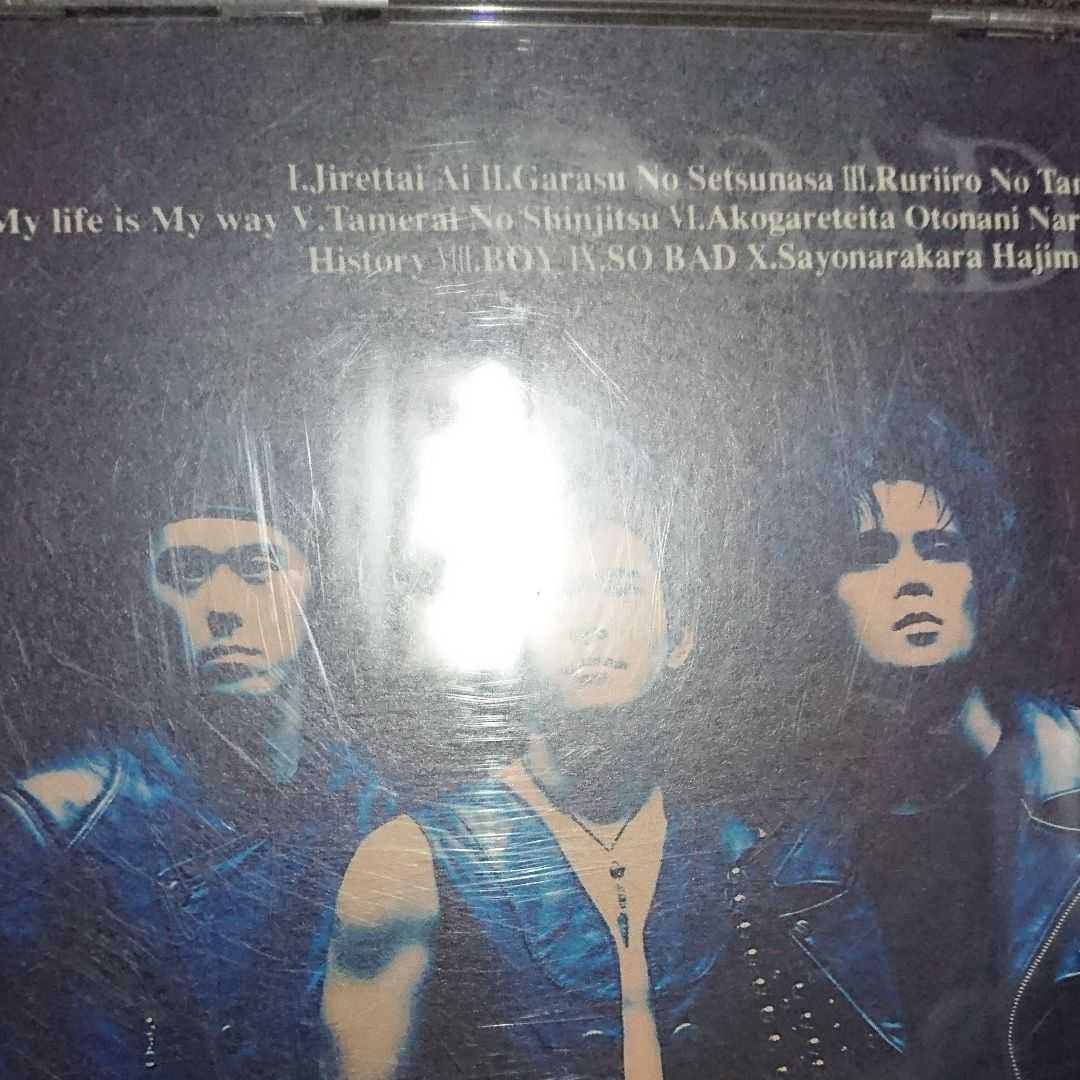 I.Jirettai Ai II.Garasu No Setsunasa III.Ruriiro No
My life is My way V.Tamerai No Shinjitsu VI.Akogareteita Otonani
History VIII.BOY IX.SO BAD X.Sayonarakara